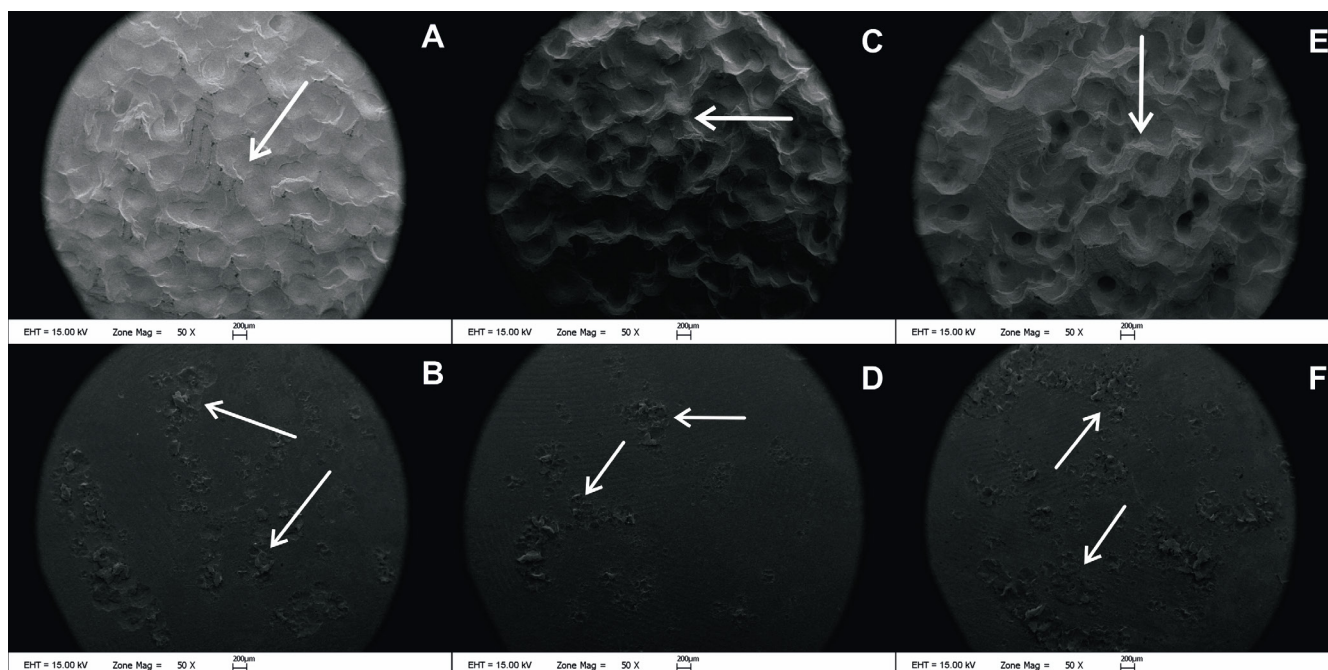 A
C
E
EHT = 15.00 kV Zone Mag = 50 X 200µm
EHT = 15.00 kV Zone Mag = 50 X 200µm
EHT = 15.00 kV Zone Mag = 50 X 200µm
B
D
F
EHT = 15.00 kV Zone Mag = 50 X 200µm
EHT = 15.00 kV Zone Mag = 50 X 200µm
EHT = 15.00 kV Zone Mag = 50 X 200µm